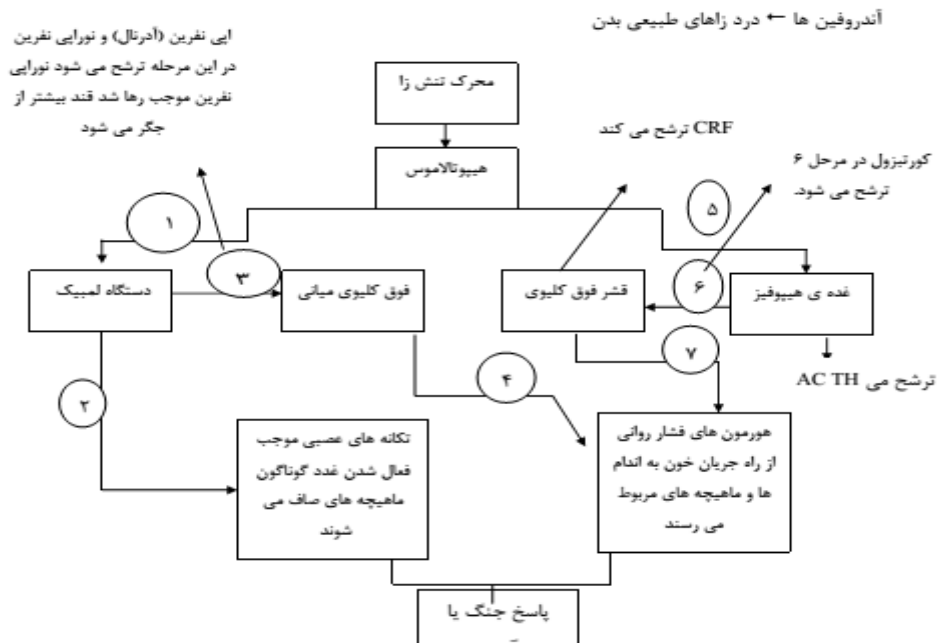 آندروفین ها ← درد زاهای طبیعی بدن
اپی نفرین (آدرنال) و نوراپی نفرین
در این مرحله ترشح می شود نوراپی
نفرین موجب رها شد قند بیشتر از
جگر می شود
محرک تنش زا
CRF ترشح می کند
کورتیزول در مرحل ۶
ترشح می شود.
هیپوتالاموس
۱
۵
۳
۶
دستگاه لمبیک
فوق کلیوی میانی
قشر فوق کلیوی
غده ی هیپوفیز
۲
۴
۷
ترشح می AC TH
تکانه های عصبی موجب
فعال شدن غدد گوناگون
ماهیچه های صاف می
شوند
هورمون های فشار روانی
از راه جریان خون به اندام
ها و ماهیچه های مربوط
می رسند
پاسخ جنگ یا